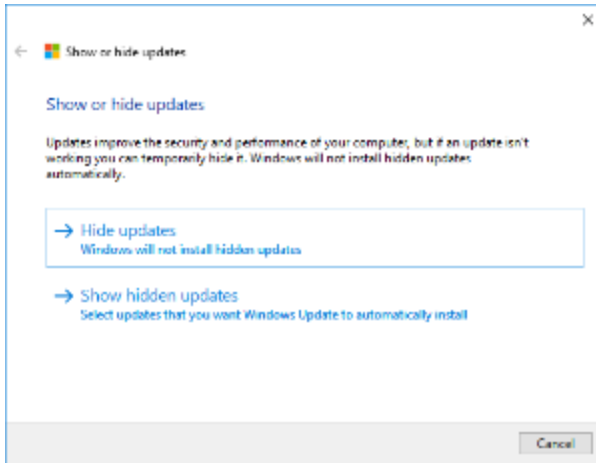 Show or hide updates
Show or hide updates
Updates improve the security and performance of your computer, but if an update isn't
working you can temporarily hide it. Windows will not install hidden updates
automatically.
Hide updates
Windows will not install hidden updates
Show hidden updates
Select updates that you want Windows Update to automatically install
Cancel